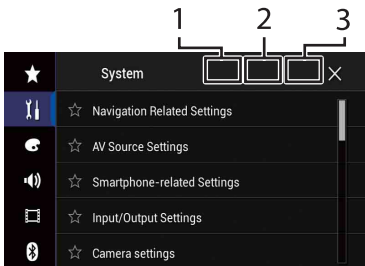 1 2 3
System
Navigation Related Settings
AV Source Settings
Smartphone-related Settings
Input/Output Settings
Camera settings